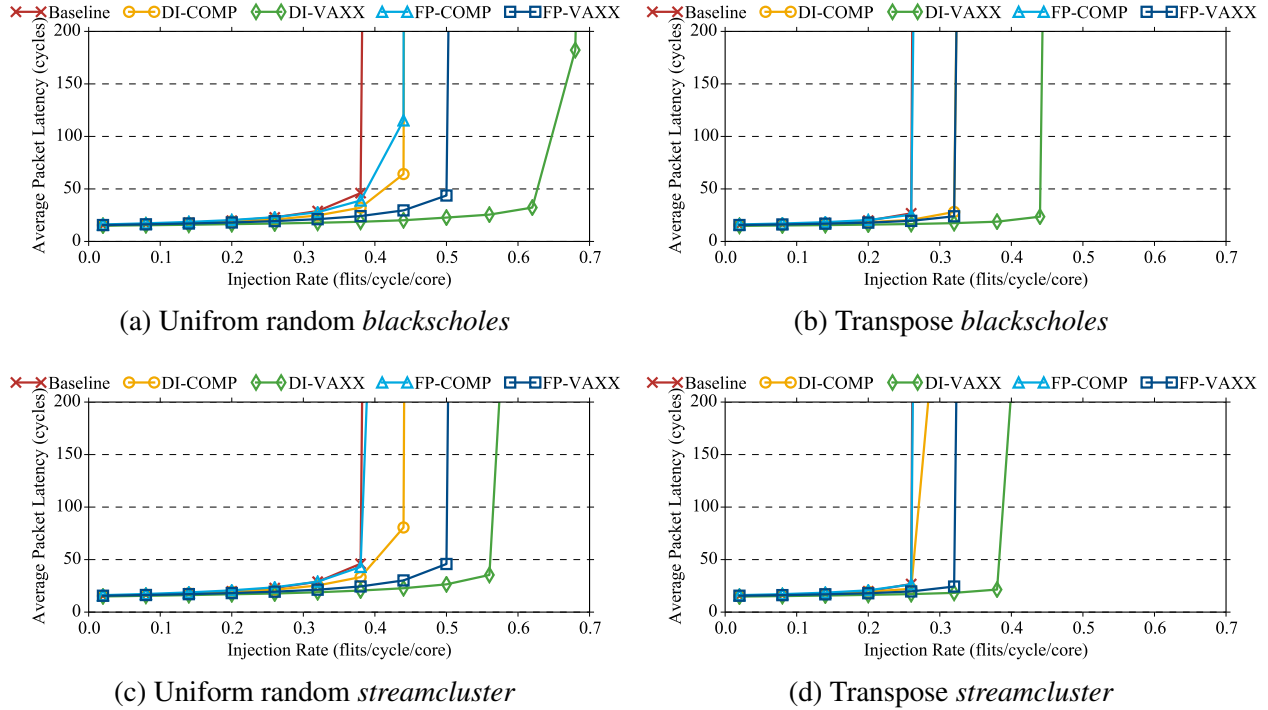 Baseline DI-COMP DI-VAXX FP-COMP FP-VAXX
Average Packet Latency (cycles)
200
150
100
50
0
0.0 0.1 0.2 0.3 0.4 0.5 0.6 0.7
Injection Rate (flits/cycle/core)
(a) Unifrom random blackscholes
Baseline DI-COMP DI-VAXX FP-COMP FP-VAXX
Average Packet Latency (cycles)
200
150
100
50
0
0.0 0.1 0.2 0.3 0.4 0.5 0.6 0.7
Injection Rate (flits/cycle/core)
(b) Transpose blackscholes
Baseline DI-COMP DI-VAXX FP-COMP FP-VAXX
Average Packet Latency (cycles)
200
150
100
50
0
0.0 0.1 0.2 0.3 0.4 0.5 0.6 0.7
Injection Rate (flits/cycle/core)
(c) Uniform random streamcluster
Baseline DI-COMP DI-VAXX FP-COMP FP-VAXX
Average Packet Latency (cycles)
200
150
100
50
0
0.0 0.1 0.2 0.3 0.4 0.5 0.6 0.7
Injection Rate (flits/cycle/core)
(d) Transpose streamcluster